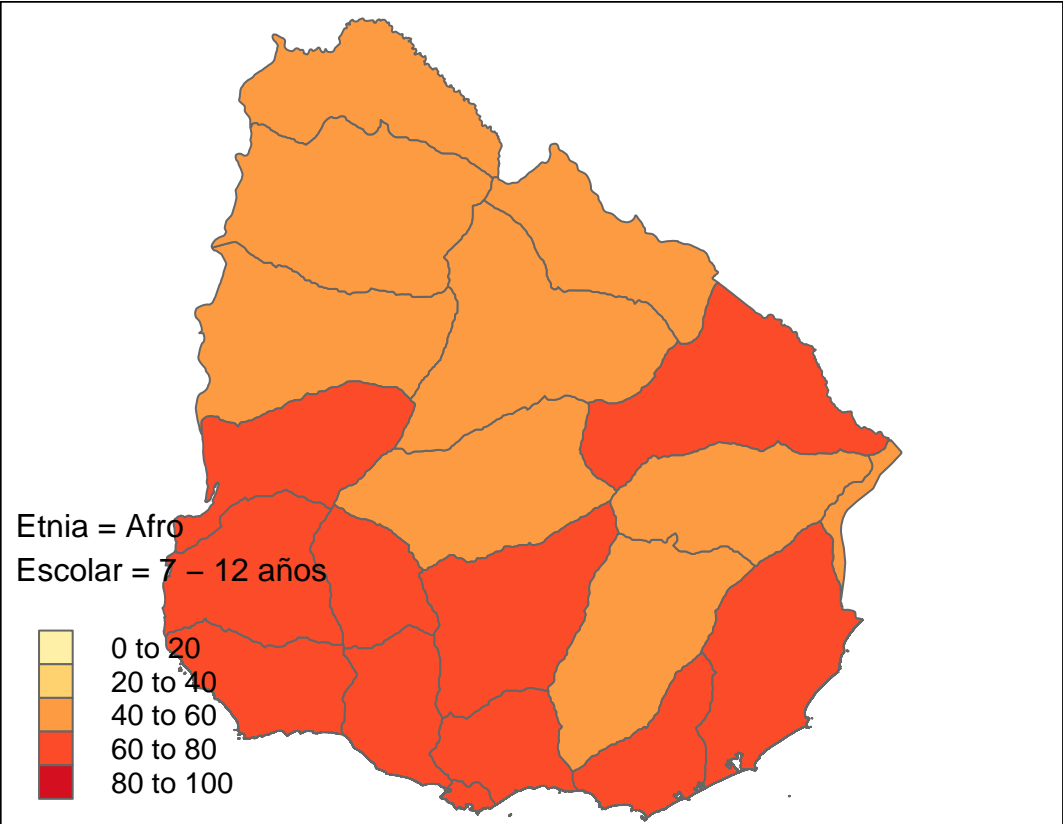 Etnia = Afro
Escolar = 7 – 12 años
0 to 20
20 to 40
40 to 60
60 to 80
80 to 100